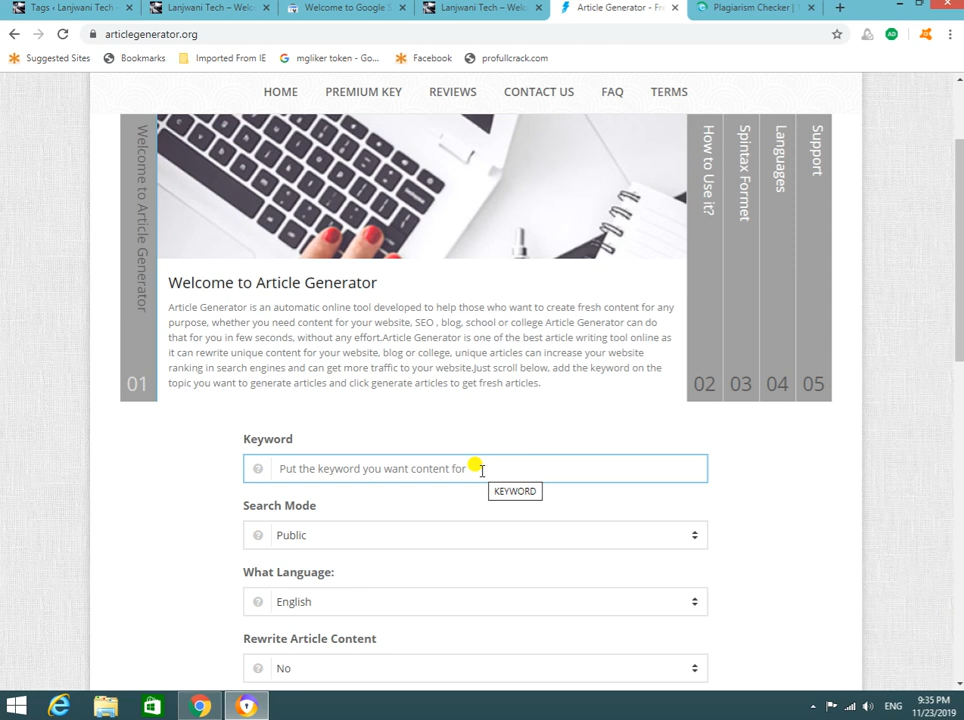 Tags ‹ Lanjwani Tech -
Lanjwani Tech – Welc
Welcome to Google S
Lanjwani Tech – Welc
Article Generator - Fr
Plagiarism Checker |
articlegenerator.org
AD
Suggested Sites
Bookmarks
Imported From IE
mgliker token - Go...
Facebook
profullcrack.com
HOME
PREMIUM KEY
REVIEWS
CONTACT US
FAQ
TERMS
Welcome to Article Generator
01
How to Use it?
02
Spintax Formet
03
Languages
04
Support
05
Welcome to Article Generator
Article Generator is an automatic online tool developed to help those who want to create fresh content for any
purpose, whether you need content for your website, SEO , blog, school or college Article Generator can do
that for you in few seconds, without any effort.Article Generator is one of the best article writing tool online as
it can rewrite unique content for your website, blog or college, unique articles can increase your website
ranking in search engines and can get more traffic to your website.Just scroll below, add the keyword on the
topic you want to generate articles and click generate articles to get fresh articles.
Keyword
Put the keyword you want content for
KEYWORD
Search Mode
Public
What Language:
English
Rewrite Article Content
No
ENG
9:35 PM
11/23/2019